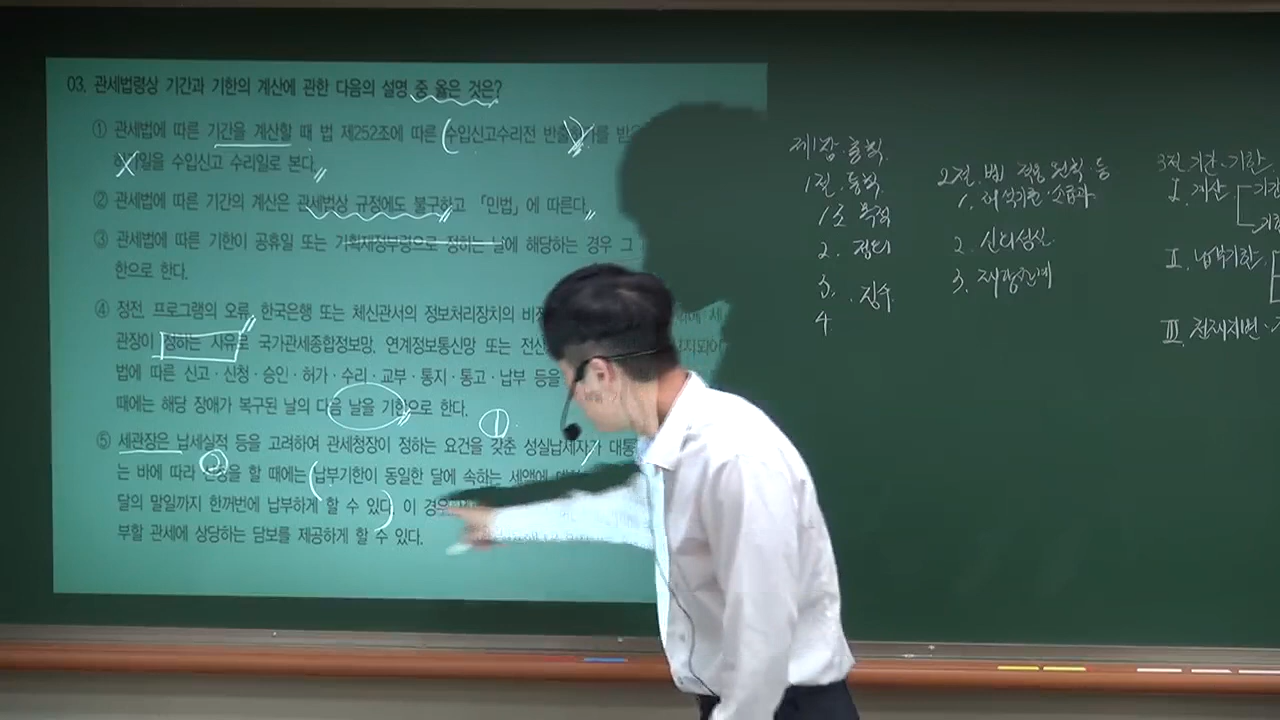 03. 관세법령상 기간과 기한의 계산에 관한 다음의 설명 중 옳은 것은?
① 관세법에 따른 기간을 계산할 때 법 제252조에 따른 수입신고수리전 반출
일을 수입신고 수리일로 본다.
② 관세법에 따른 기간의 계산은 관세법상 규정에도 불구하고 「민법」에 따른다.
③ 관세법에 따른 기한이 공휴일 또는 기획재정부령으로 정하는 날에 해당하는 경우 그
한으로 한다.
④ 정전, 프로그램의 오류, 한국은행 또는 체신관서의 정보처리장치의
관장이 정하는 사유로 국가관세종합정보망, 연계정보통신망 또는
법에 따른 신고·신청·승인·허가·수리·교부·통지·통고·납부 등을
때에는 해당 장애가 복구된 날의 다음 날을 기한으로 한다.
①
⑤ 세관장은 납세실적 등을 고려하여 관세청장이 정하는 요건을 갖춘 성실납세자가
②
는 바에 따라 신청을 할 때에는 납부기한이 동일한 달에 속하는 세액에
달의 말일까지 한꺼번에 납부하게 할 수 있다. 이
부할 관세에 상당하는 담보를 제공하게 할 수 있다.
제1장 총칙
1절 통칙
1조 목적
2. 정의
3. 징수
4
2절. 법 적용 원칙 등
2. 신의성실
3. 재량한계
3절 기간·기한
Ⅰ. 계산
Ⅱ. 납부기한
Ⅲ.